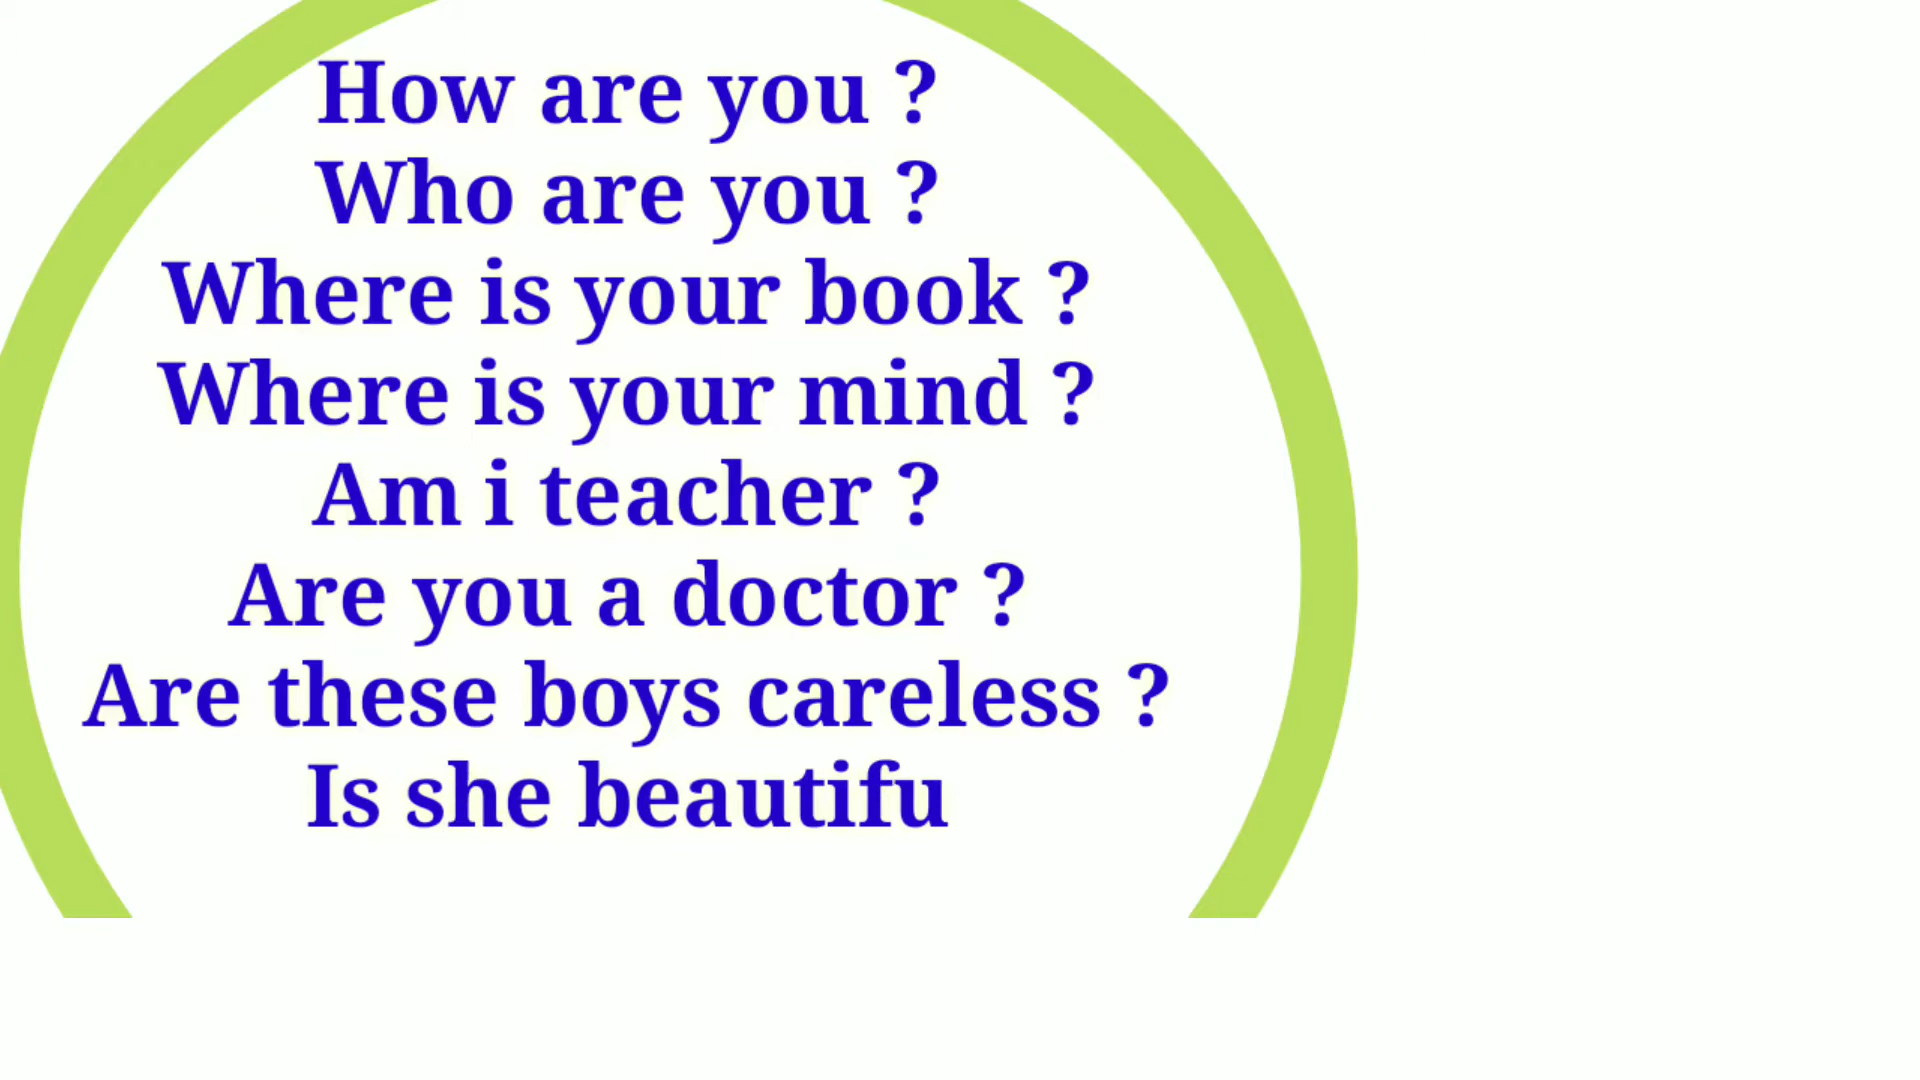 How are you ?
Who are you ?
Where is your book ?
Where is your mind ?
Am i teacher ?
Are you a doctor ?
Are these boys careless ?
Is she beautifu